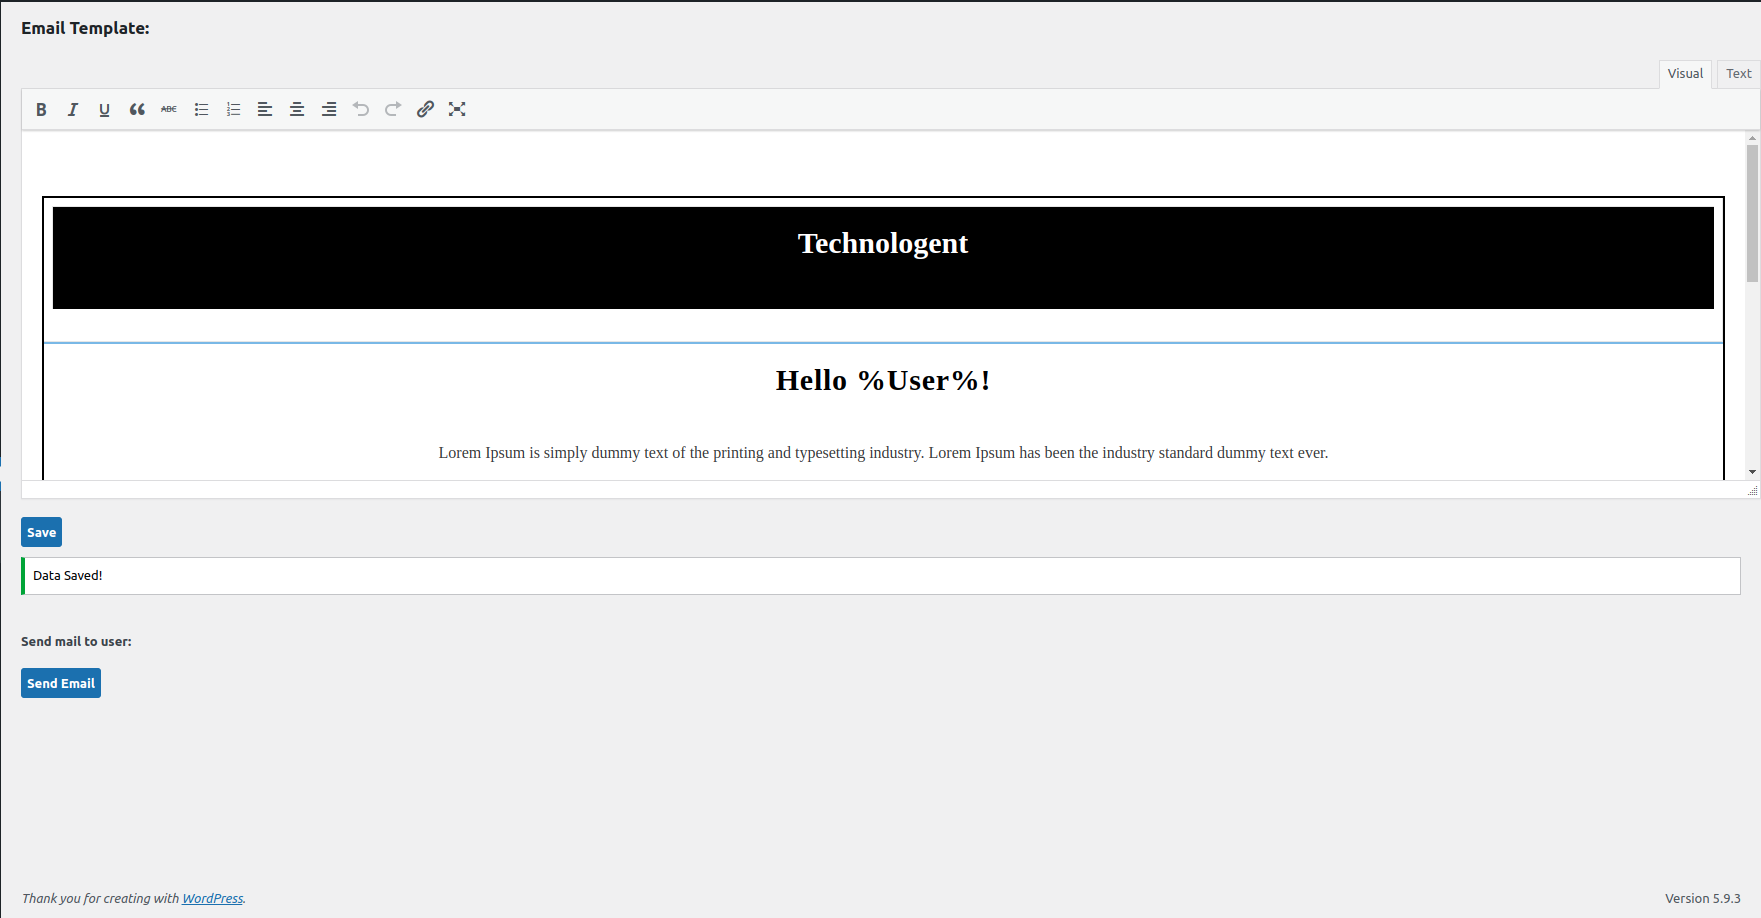 Email Template:
Visual Text
B I U ABC
Technologent
Hello %User%!
Lorem Ipsum is simply dummy text of the printing and typesetting industry. Lorem Ipsum has been the industry standard dummy text ever.
Save
Data Saved!
Send mail to user:
Send Email
Thank you for creating with WordPress. Version 5.9.3